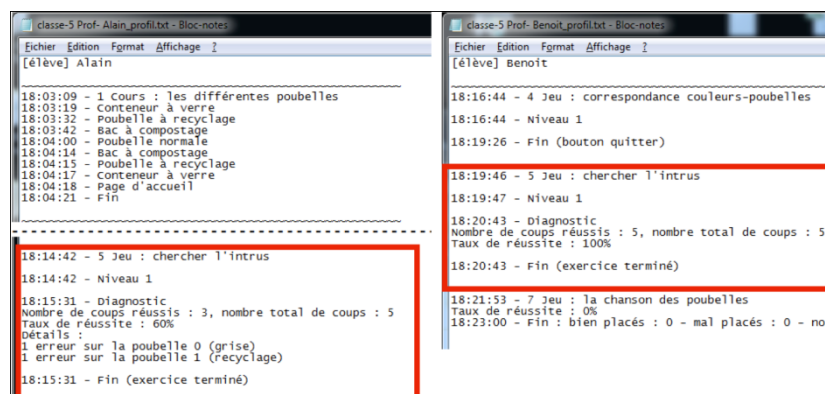 classe-5 Prof- Alain_profil.txt - Bloc-notes
Eichier Edition Format Affichage ?
[élève] Alain
18:03:09 - 1 Cours : les différentes poubelles
18:03:19 - Conteneur à verre
18:03:32 - Poubelle à recyclage
18:03:42 - Bac à compostage
18:04:00 - Poubelle normale
18:04:14 - Bac à compostage
18:04:15 - Poubelle à recyclage
18:04:17 - Conteneur à verre
18:04:18 - Page d'accueil
18:04:21 - Fin
18:14:42 - 5 Jeu : chercher l'intrus
18:14:42 - Niveau 1
18:15:31 - Diagnostic
Nombre de coups réussis : 3, nombre total de coups : 5
Taux de réussite : 60%
Détails :
1 erreur sur la poubelle 0 (grise)
1 erreur sur la poubelle 1 (recyclage)
18:15:31 - Fin (exercice terminé)
classe-5 Prof- Benoit_profil.txt - Bloc-notes
Fichier Edition Format Affichage ?
[élève] Benoit
18:16:44 - 4 Jeu : correspondance couleurs-poubelles
18:16:44 - Niveau 1
18:19:26 - Fin (bouton quitter)
18:19:46 - 5 Jeu : chercher l'intrus
18:19:47 - Niveau 1
18:20:43 - Diagnostic
Nombre de coups réussis : 5, nombre total de coups : 5
Taux de réussite : 100%
18:20:43 - Fin (exercice terminé)
18:21:53 - 7 Jeu : la chanson des poubelles
Taux de réussite : 0%
18:23:00 - Fin : bien placés : 0 - mal placés : 0 - no